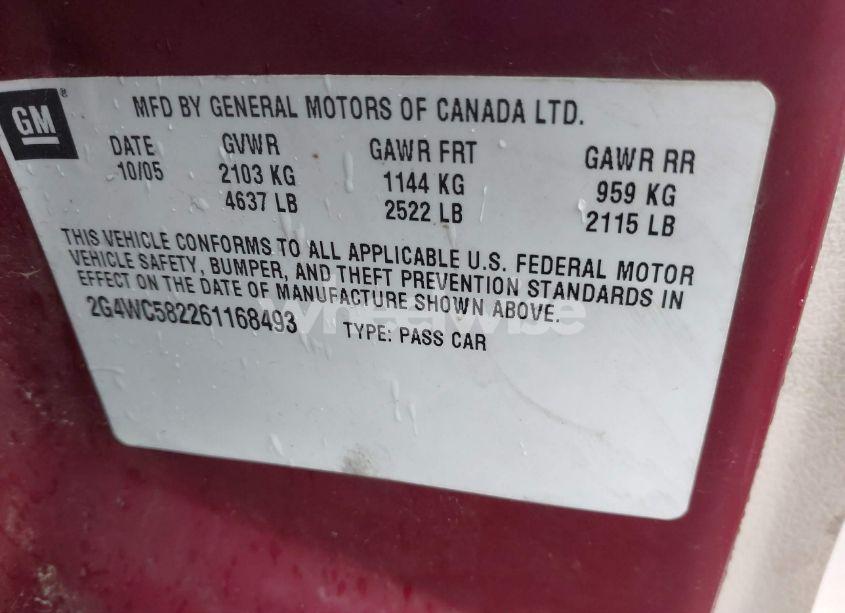 GM
MFD BY GENERAL MOTORS OF CANADA LTD.
DATE GVWR GAWR FRT GAWR RR
10/05 2103 KG 1144 KG 959 KG
4637 LB 2522 LB 2115 LB
THIS VEHICLE CONFORMS TO ALL APPLICABLE U.S. FEDERAL MOTOR
VEHICLE SAFETY, BUMPER, AND THEFT PREVENTION STANDARDS IN
EFFECT ON THE DATE OF MANUFACTURE SHOWN ABOVE.
2G4WC582261168493 TYPE: PASS CAR
wheelwise